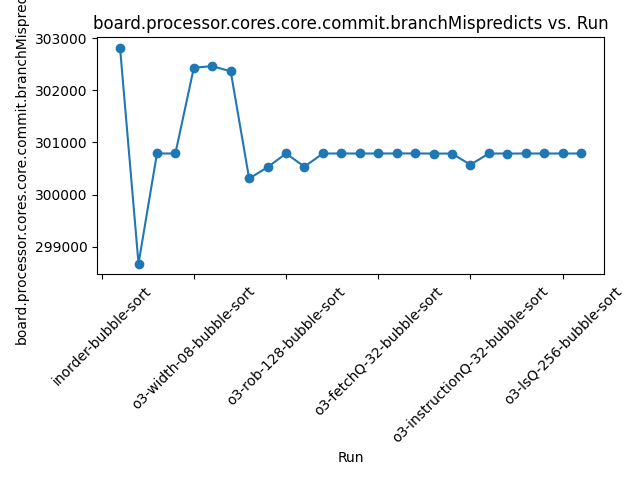 board.processor.cores.core.commit.branchMispredicts vs. Run
board.processor.cores.core.commit.branchMispred
303000
302000
301000
300000
299000
inorder-bubble-sort
o3-width-08-bubble-sort
o3-rob-128-bubble-sort
o3-fetchQ-32-bubble-sort
o3-instructionQ-32-bubble-sort
o3-lsQ-256-bubble-sort
Run